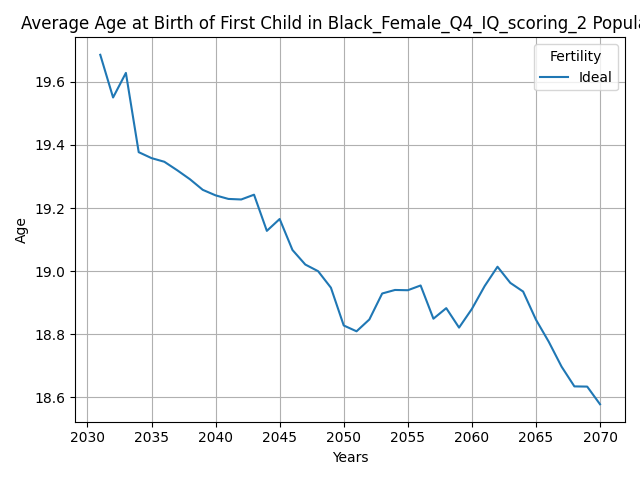 Average Age at Birth of First Child in Black_Female_Q4_IQ_scoring_2 Popula
Fertility
Ideal
19.6
19.4
19.2
19.0
18.8
18.6
Age
2030 2035 2040 2045 2050 2055 2060 2065 2070
Years